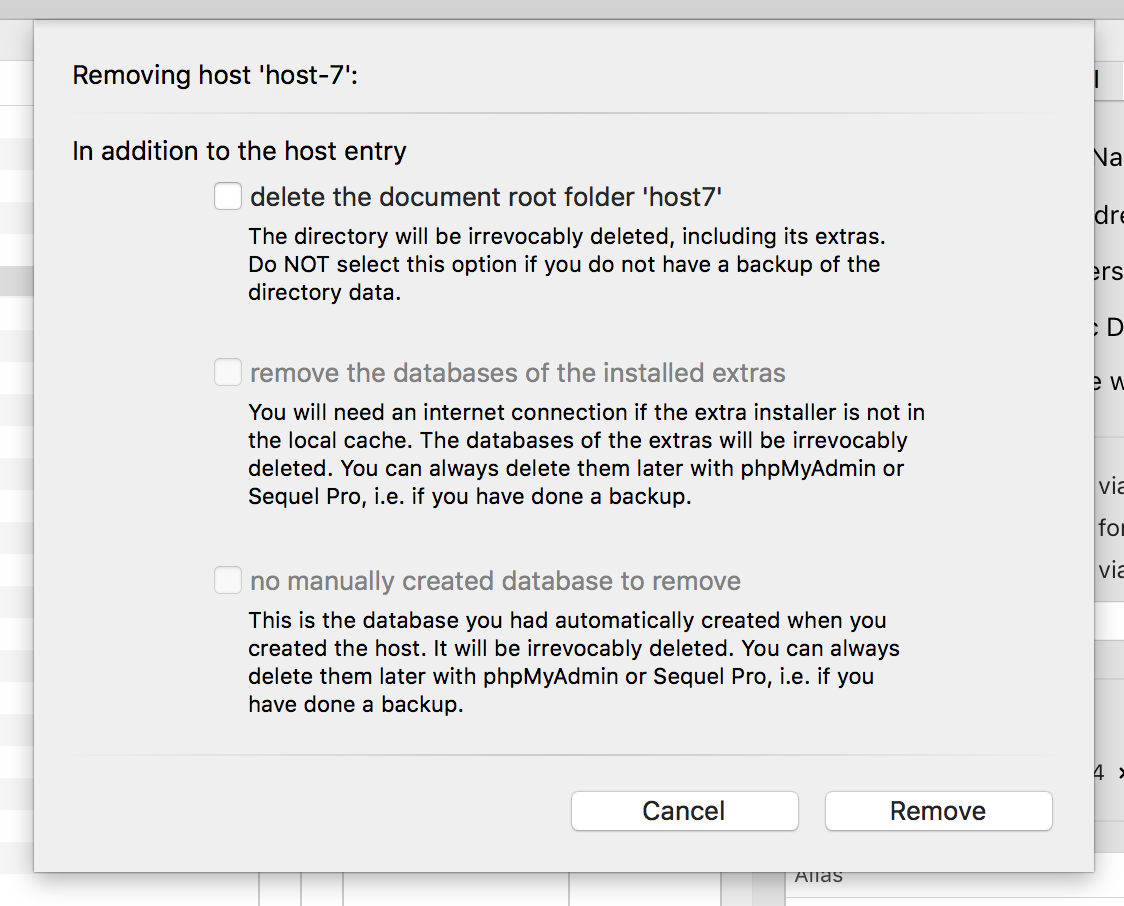 Removing host 'host-7':
In addition to the host entry
delete the document root folder 'host7'
The directory will be irrevocably deleted, including its extras.
Do NOT select this option if you do not have a backup of the
directory data.
remove the databases of the installed extras
You will need an internet connection if the extra installer is not in
the local cache. The databases of the extras will be irrevocably
deleted. You can always delete them later with phpMyAdmin or
Sequel Pro, i.e. if you have done a backup.
no manually created database to remove
This is the database you had automatically created when you
created the host. It will be irrevocably deleted. You can always
delete them later with phpMyAdmin or Sequel Pro, i.e. if you
have done a backup.
Cancel
Remove
via
for
via
4
Alias